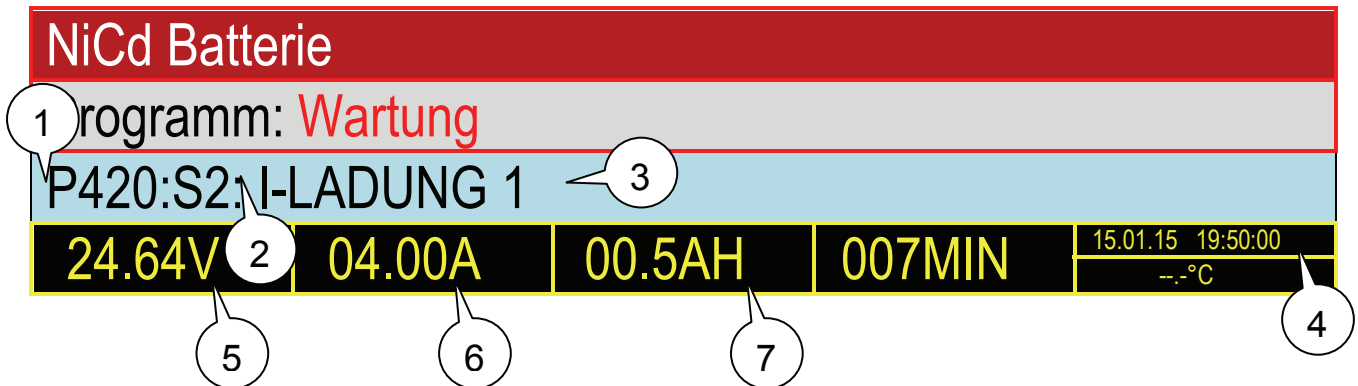 NiCd Batterie
1 rogramm: Wartung
P420:S2: I-LADUNG 1 3
24.64V 2 04.00A 00.5AH 007MIN 15.01.15 19:50:00
--.-°C
4
5 6 7